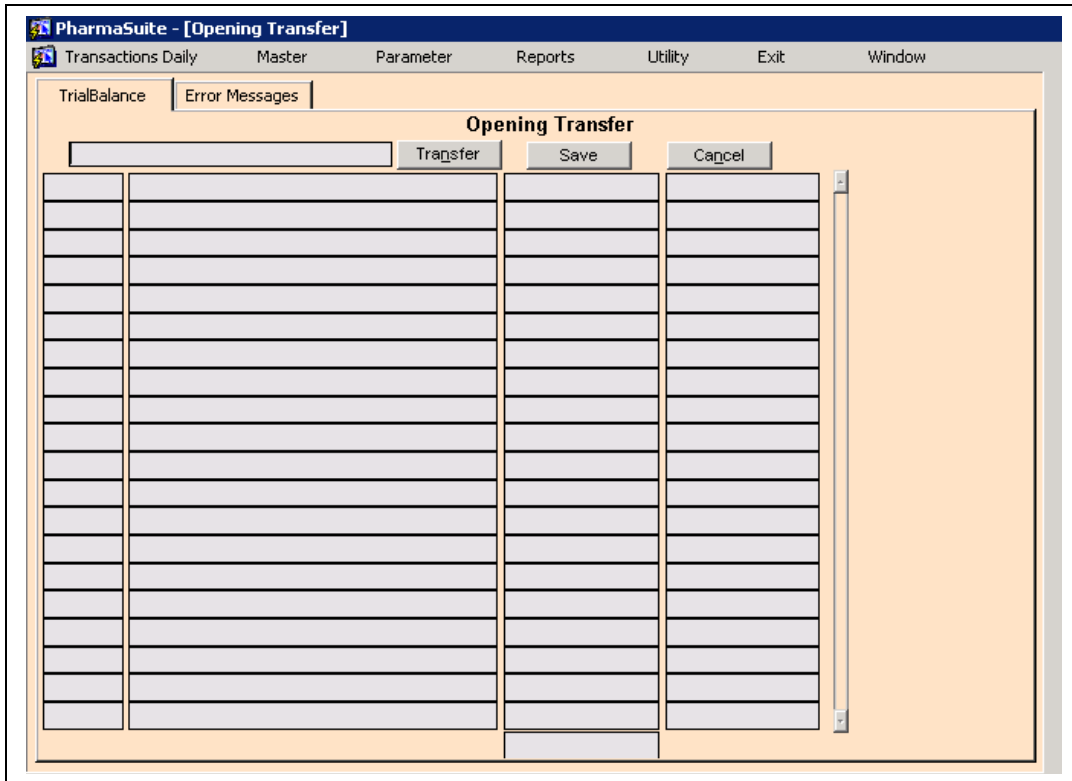 PharmaSuite - [Opening Transfer]
Transactions Daily Master Parameter Reports Utility Exit Window
TrialBalance Error Messages
Opening Transfer
Transfer Save Cancel